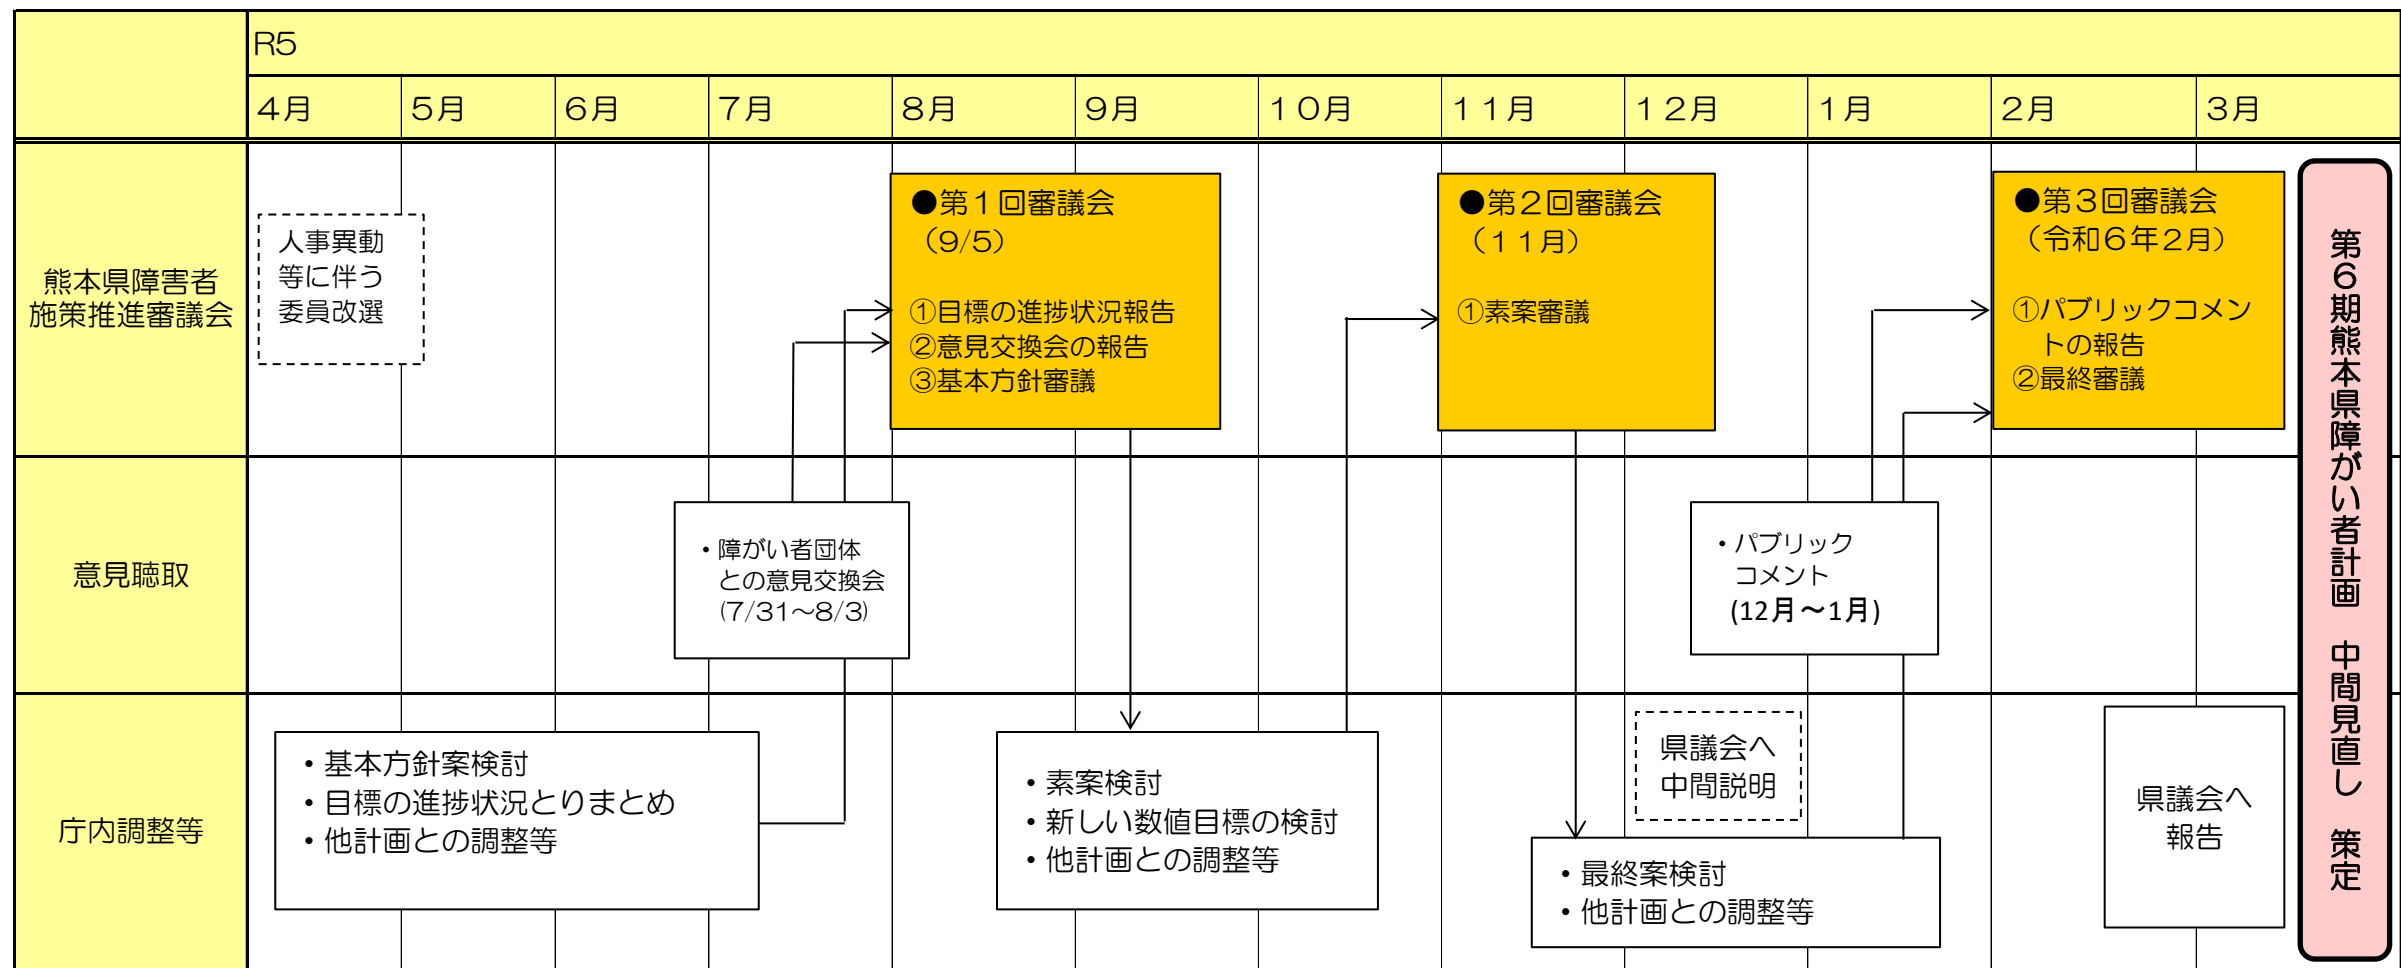 R5
4月
5月
6月
7月
8月
9月
１０月
１１月
１２月
1月
2月
3月
熊本県障害者
施策推進審議会
人事異動
等に伴う
委員改選
●第１回審議会
（9/5）
①目標の進捗状況報告
②意見交換会の報告
③基本方針審議
●第２回審議会
（１１月）
①素案審議
●第３回審議会
（令和６年２月）
①パブリックコメン
トの報告
②最終審議
意見聴取
・障がい者団体
との意見交換会
(7/31～8/3)
・パブリック
コメント
(12月～1月)
庁内調整等
・基本方針案検討
・目標の進捗状況とりまとめ
・他計画との調整等
・素案検討
・新しい数値目標の検討
・他計画との調整等
県議会へ
中間説明
・最終案検討
・他計画との調整等
県議会へ
報告
第６期熊本県障がい者計画　中間見直し　策定